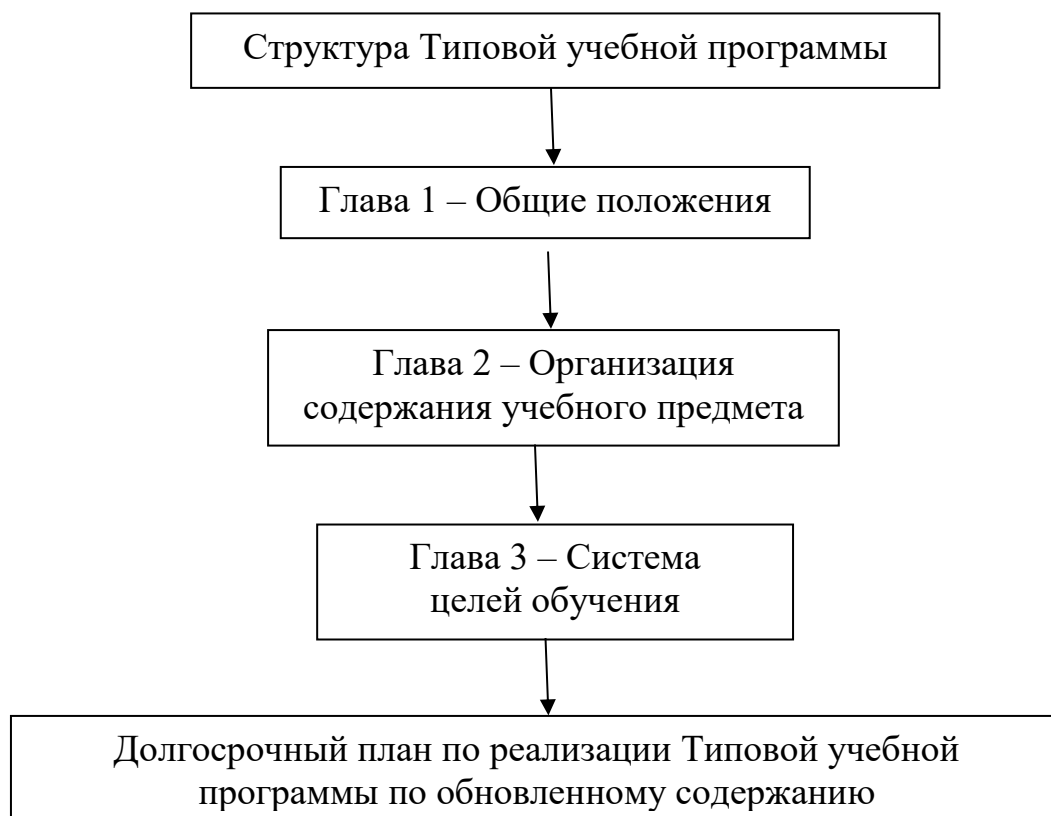 Структура Типовой учебной программы
Глава 1 – Общие положения
Глава 2 – Организация
содержания учебного предмета
Глава 3 – Система
целей обучения
Долгосрочный план по реализации Типовой учебной
программы по обновленному содержанию